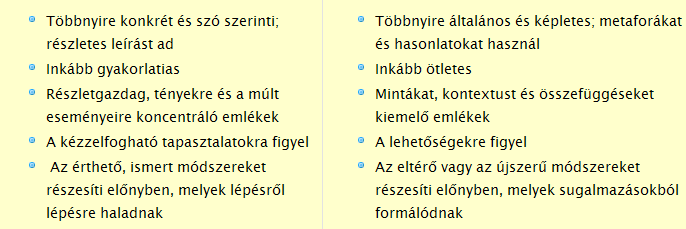 Többnyire konkrét és szó szerinti;
részletes leírást ad
Inkább gyakorlatias
Részletgazdag, tényekre és a múlt
eseményeire koncentráló emlékek
A kézzelfogható tapasztalatokra figyel
Az érthető, ismert módszereket
részesíti előnyben, melyek lépésről
lépésre haladnak
Többnyire általános és képletes; metaforákat
és hasonlatokat használ
Inkább ötletes
Mintákat, kontextust és összefüggéseket
kiemelő emlékek
A lehetőségekre figyel
Az eltérő vagy az újszerű módszereket
részesíti előnyben, melyek sugalmazásokból
formálódnak